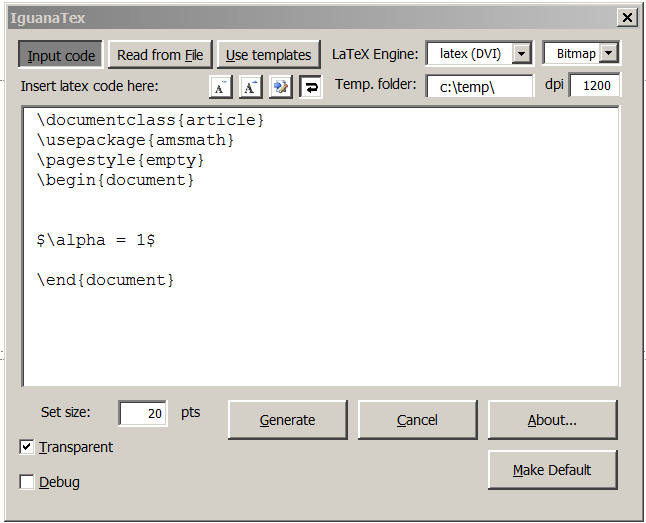 IguanaTex
Input code Read from File Use templates LaTeX Engine: latex (DVI) Bitmap
Insert latex code here: A A Temp. folder: c:\temp\ dpi 1200
\documentclass{article}
\usepackage{amsmath}
\pagestyle{empty}
\begin{document}
$\alpha = 1$
\end{document}
Set size: 20 pts Generate Cancel About...
Transparent
Make Default
Debug